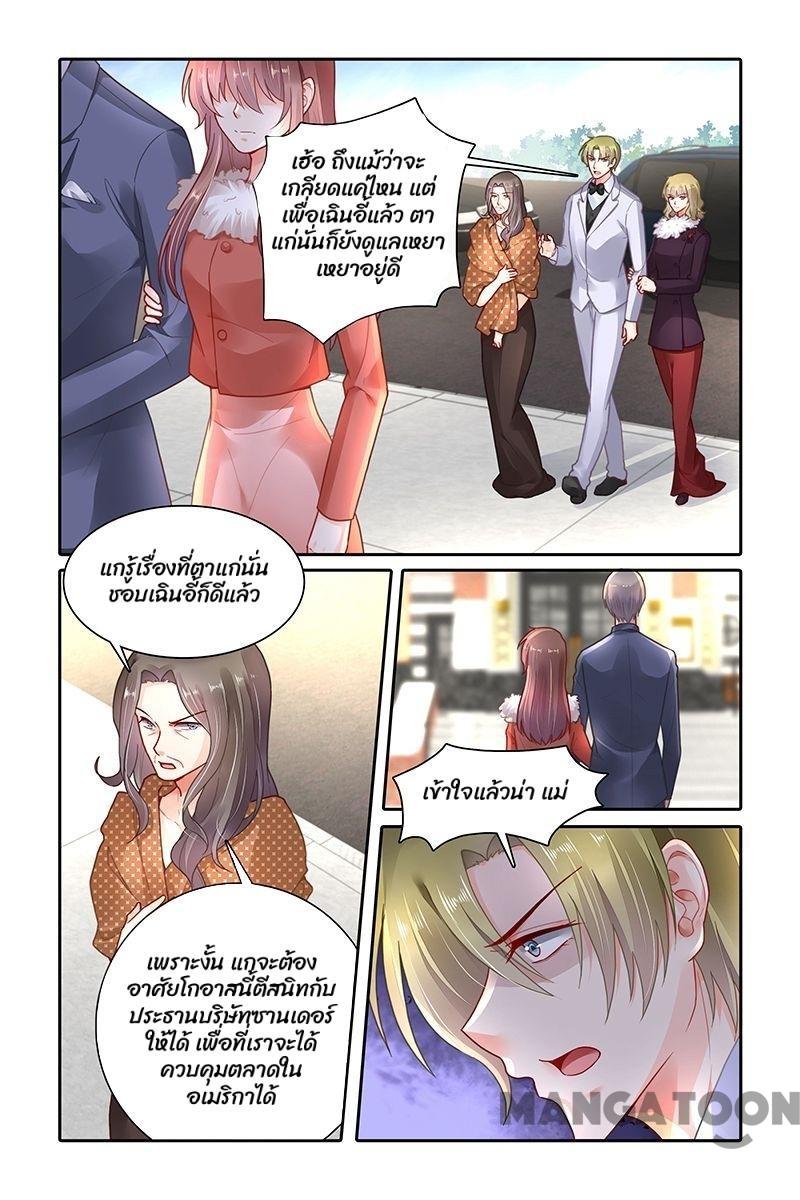 เฮ้อ ถึงแม้ว่าจะ
เกลียดแค่ไหน แต่
เพื่อเฉินอี้แล้ว ตา
แก่นั่นก็ยังดูแลเหยา
เหยาอยู่ดี
แกรู้เรื่องที่ตาแก่นั่น
ชอบเฉินอี้ก็ดีแล้ว
เข้าใจแล้วน่า แม่
เพราะงั้น แกจะต้อง
อาศัยโกอาสนี้ตีสนิทกับ
ประธานบริษัทซานเดอร์
ให้ได้ เพื่อที่เราจะได้
ควบคุมตลาดใน
อเมริกาได้
MANGATOON